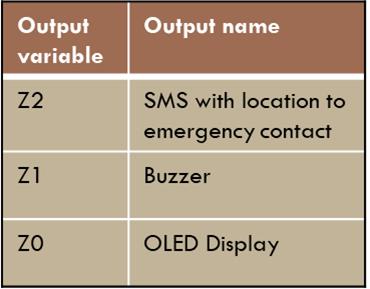 Output Output name
variable
Z2 SMS with location to
emergency contact
Z1 Buzzer
Z0 OLED Display